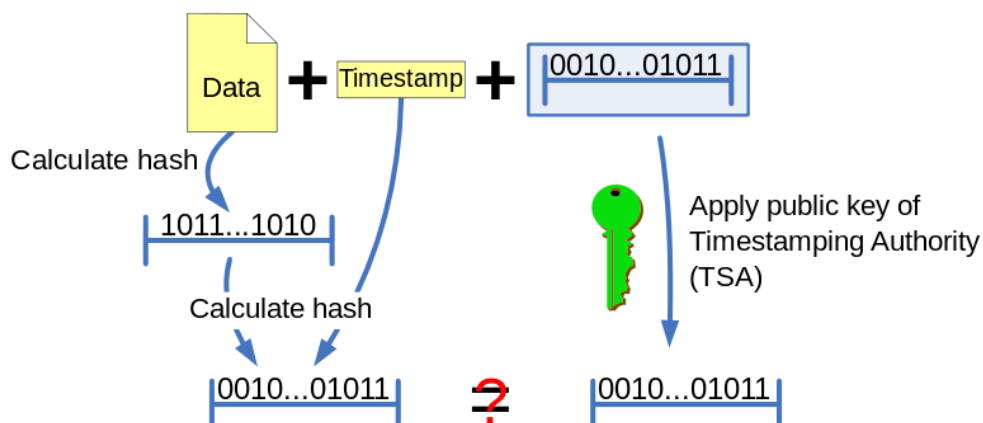 Data
Timestamp
0010...01011
Calculate hash
1011...1010
Apply public key of
Timestamping Authority
(TSA)
Calculate hash
0010...01011
?
0010...01011